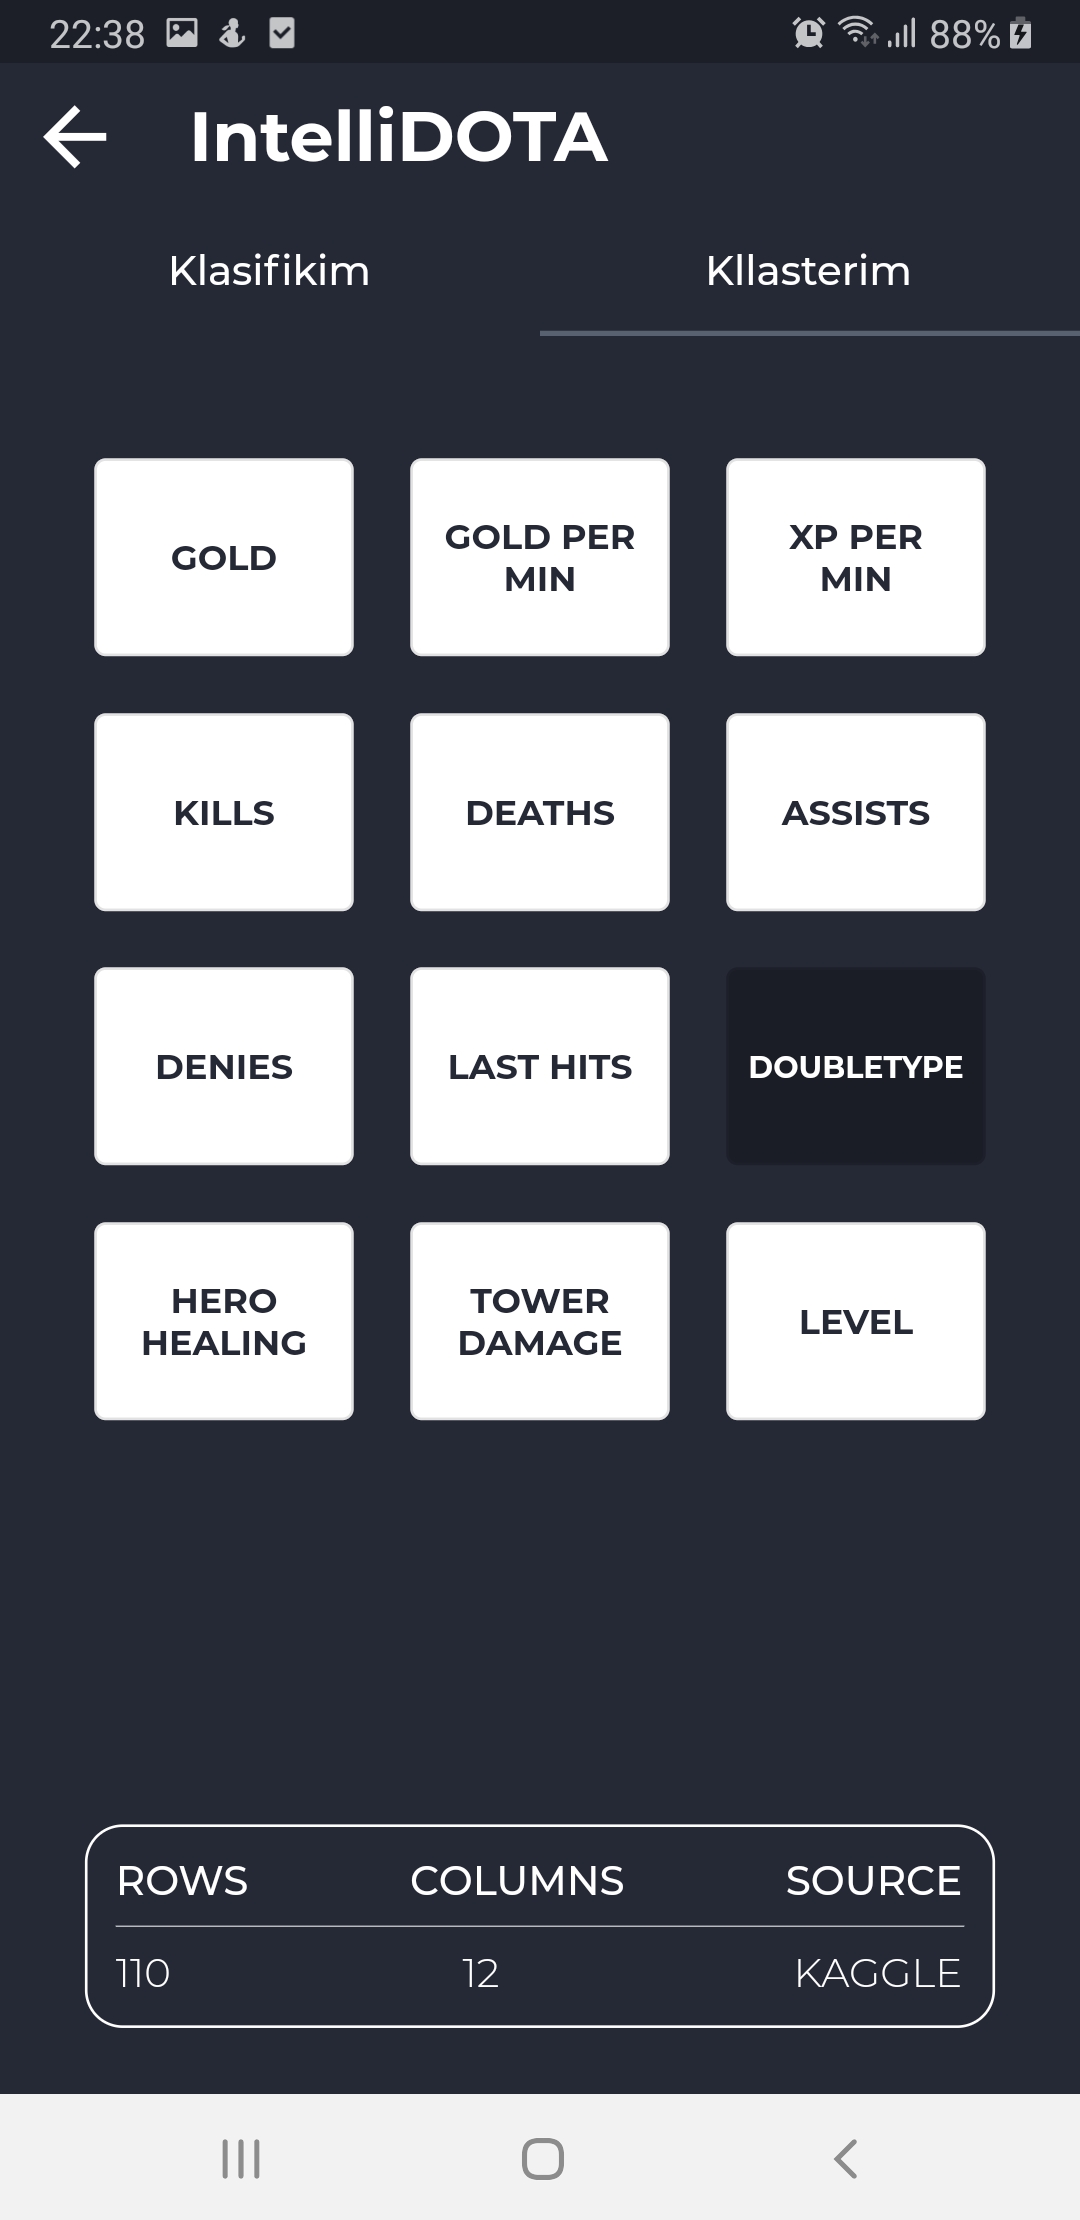 22:38
88%
IntelliDOTA
Klasifikim
Kllasterim
GOLD
GOLD PER
MIN
XP PER
MIN
KILLS
DEATHS
ASSISTS
DENIES
LAST HITS
DOUBLETYPE
HERO
HEALING
TOWER
DAMAGE
LEVEL
ROWS COLUMNS SOURCE
110 12 KAGGLE